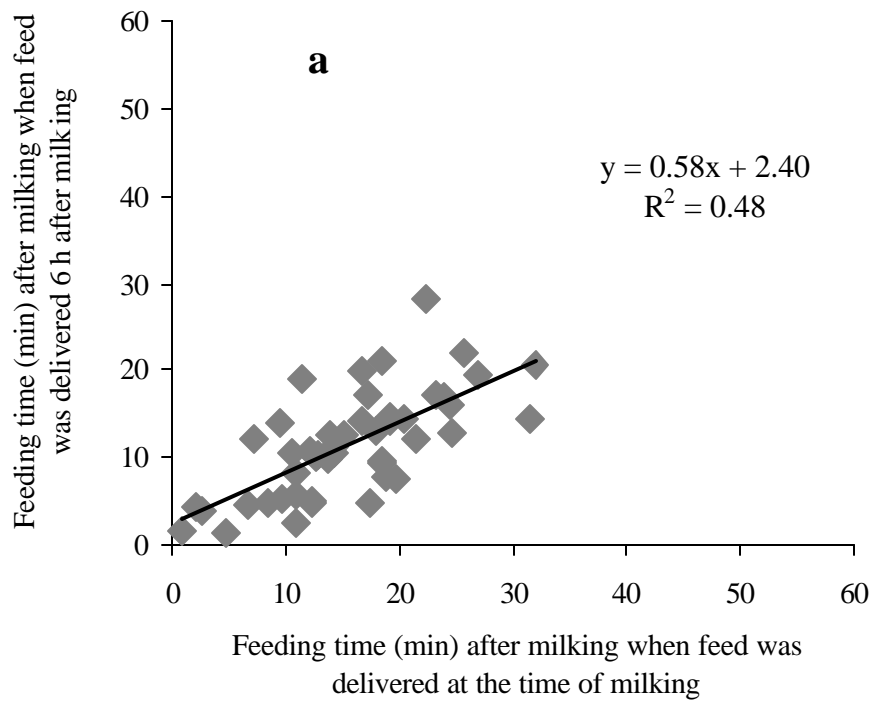 Feeding time (min) after milking when feed
was delivered 6 h after milking
a
y = 0.58x + 2.40
R² = 0.48
60
50
40
30
20
10
0
0 10 20 30 40 50 60
Feeding time (min) after milking when feed was
delivered at the time of milking